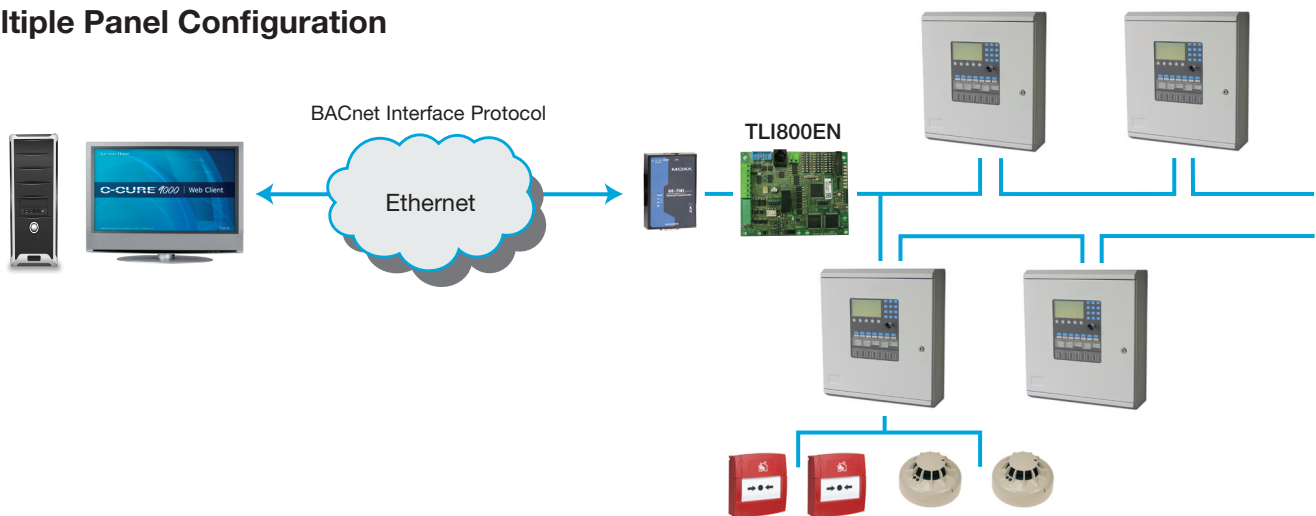 ltiple Panel Configuration
BACnet Interface Protocol
TLI800EN
MOXA
C•CURE 9000 | Web Client
Ethernet